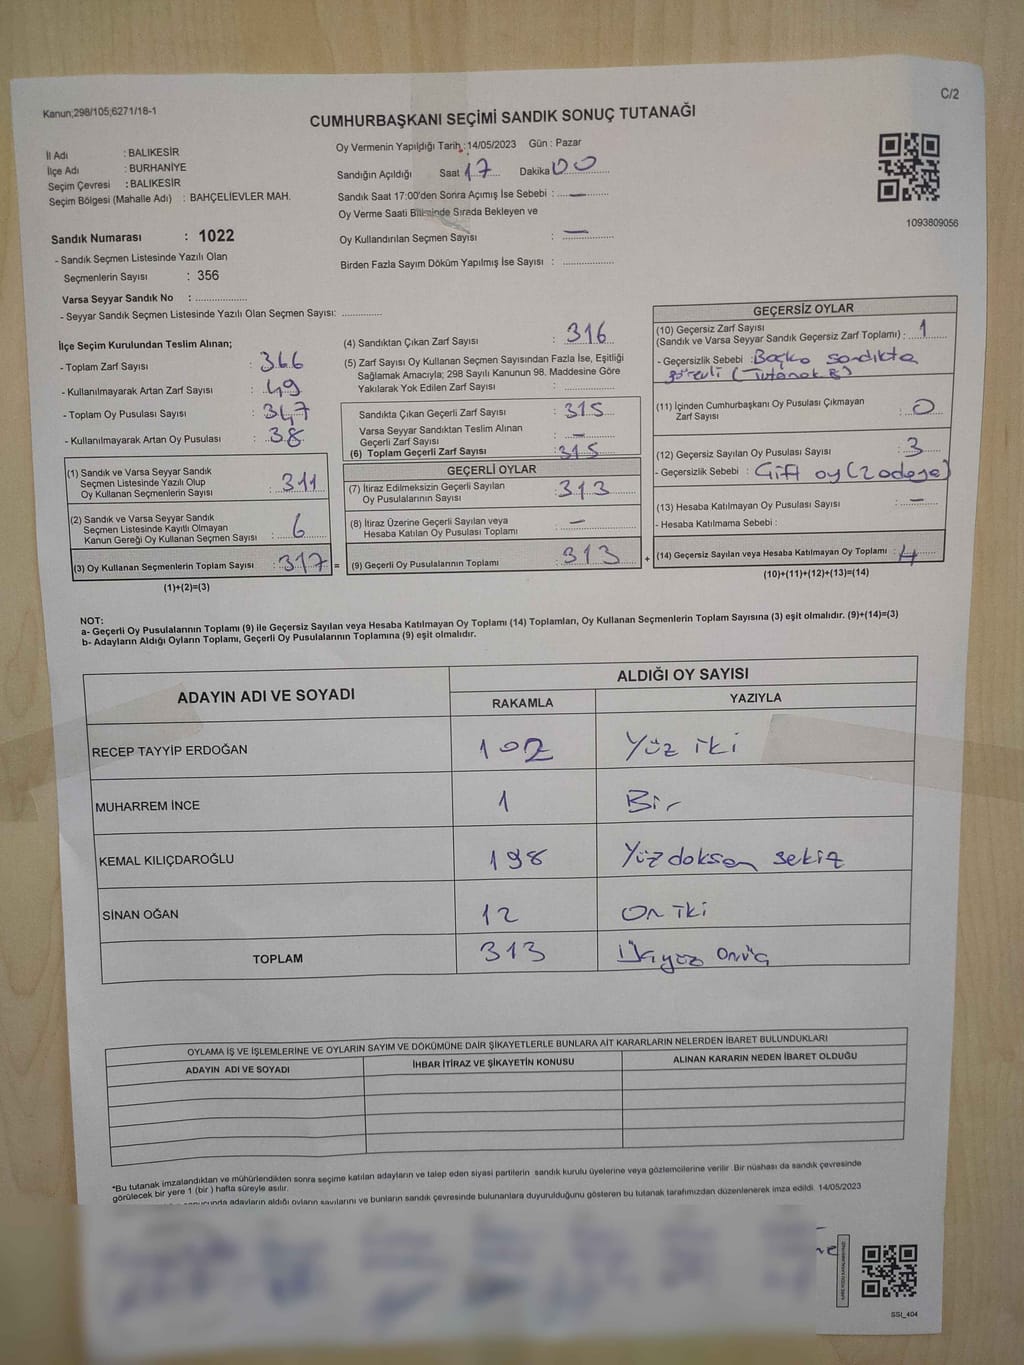 Kanun;298/105;6271/18-1
C/2
CUMHURBAŞKANI SEÇİMİ SANDIK SONUÇ TUTANAĞI
İl Adı : BALIKESİR
İlçe Adı : BURHANİYE
Seçim Çevresi : BALIKESİR
Seçim Bölgesi (Mahalle Adı) : BAHÇELİEVLER MAH.
Oy Vermenin Yapıldığı Tarih : 14/05/2023 Gün : Pazar
Sandığın Açıldığı Saat 17 Dakika 00
Sandık Saat 17:00'den Sonra Açımış İse Sebebi : —
Oy Verme Saati Bitiminde Sırada Bekleyen ve
Oy Kullandırılan Seçmen Sayısı : —
Birden Fazla Sayım Döküm Yapılmış İse Sayısı : ..............
1093809056
Sandık Numarası : 1022
- Sandık Seçmen Listesinde Yazılı Olan
Seçmenlerin Sayısı : 356
Varsa Seyyar Sandık No : ..................
- Seyyar Sandık Seçmen Listesinde Yazılı Olan Seçmen Sayısı: ..............
İlçe Seçim Kurulundan Teslim Alınan;
- Toplam Zarf Sayısı : 366
- Kullanılmayarak Artan Zarf Sayısı : 49
- Toplam Oy Pusulası Sayısı : 347
- Kullanılmayarak Artan Oy Pusulası : 38
(1) Sandık ve Varsa Seyyar Sandık
Seçmen Listesinde Yazılı Olup
Oy Kullanan Seçmenlerin Sayısı : 311
(2) Sandık ve Varsa Seyyar Sandık
Seçmen Listesinde Kayıtlı Olmayan
Kanun Gereği Oy Kullanan Seçmen Sayısı : 6
(3) Oy Kullanan Seçmenlerin Toplam Sayısı : 317 =
(1)+(2)=(3)
(4) Sandıktan Çıkan Zarf Sayısı : 316
(5) Zarf Sayısı Oy Kullanan Seçmen Sayısından Fazla İse, Eşitliği
Sağlamak Amacıyla; 298 Sayılı Kanunun 98. Maddesine Göre
Yakılarak Yok Edilen Zarf Sayısı : ..............
Sandıkta Çıkan Geçerli Zarf Sayısı : 315
Varsa Seyyar Sandıktan Teslim Alınan
Geçerli Zarf Sayısı : —
(6) Toplam Geçerli Zarf Sayısı : 315
GEÇERLİ OYLAR
(7) İtiraz Edilmeksizin Geçerli Sayılan
Oy Pusulalarının Sayısı : 313
(8) İtiraz Üzerine Geçerli Sayılan veya
Hesaba Katılan Oy Pusulası Toplamı : —
(9) Geçerli Oy Pusulalarının Toplamı : 313 +
GEÇERSİZ OYLAR
(10) Geçersiz Zarf Sayısı
(Sandık ve Varsa Seyyar Sandık Geçersiz Zarf Toplamı) : 1
- Geçersizlik Sebebi : Başka sandıkta
görevli (Tutanak B)
(11) İçinden Cumhurbaşkanı Oy Pusulası Çıkmayan
Zarf Sayısı : 0
(12) Geçersiz Sayılan Oy Pusulası Sayısı : 3
- Geçersizlik Sebebi : Çift oy (2 adeye)
(13) Hesaba Katılmayan Oy Pusulası Sayısı : —
- Hesaba Katılmama Sebebi :
(14) Geçersiz Sayılan veya Hesaba Katılmayan Oy Toplamı : 4
(10)+(11)+(12)+(13)=(14)
NOT:
a- Geçerli Oy Pusulalarının Toplamı (9) ile Geçersiz Sayılan veya Hesaba Katılmayan Oy Toplamı (14) Toplamları, Oy Kullanan Seçmenlerin Toplam Sayısına (3) eşit olmalıdır. (9)+(14)=(3)
b- Adayların Aldığı Oyların Toplamı, Geçerli Oy Pusulalarının Toplamına (9) eşit olmalıdır.
ADAYIN ADI VE SOYADI ALDIĞI OY SAYISI
RAKAMLA YAZIYLA
RECEP TAYYİP ERDOĞAN 102 Yüz iki
MUHARREM İNCE 1 Bir
KEMAL KILIÇDAROĞLU 198 Yüzdoksan sekiz
SİNAN OĞAN 12 On iki
TOPLAM 313 Üçyüz Onüç
OYLAMA İŞ VE İŞLEMLERİNE VE OYLARIN SAYIM VE DÖKÜMÜNE DAİR ŞİKAYETLERLE BUNLARA AİT KARARLARIN NELERDEN İBARET BULUNDUKLARI
ADAYIN ADI VE SOYADI İHBAR İTİRAZ VE ŞİKAYETİN KONUSU ALINAN KARARIN NEDEN İBARET OLDUĞU
*Bu tutanak imzalandıktan ve mühürlendikten sonra seçime katılan adayların ve talep eden siyasi partilerin sandık kurulu üyelerine veya gözlemcilerine verilir. Bir nüshası da sandık çevresinde
görülecek bir yere 1 (bir ) hafta süreyle asılır.
adayların aldığı oyların sayılarını ve bunların sandık çevresinde bulunanlara duyurulduğunu gösteren bu tutanak tarafımızdan düzenlenerek imza edildi. 14/05/2023
SSI_404